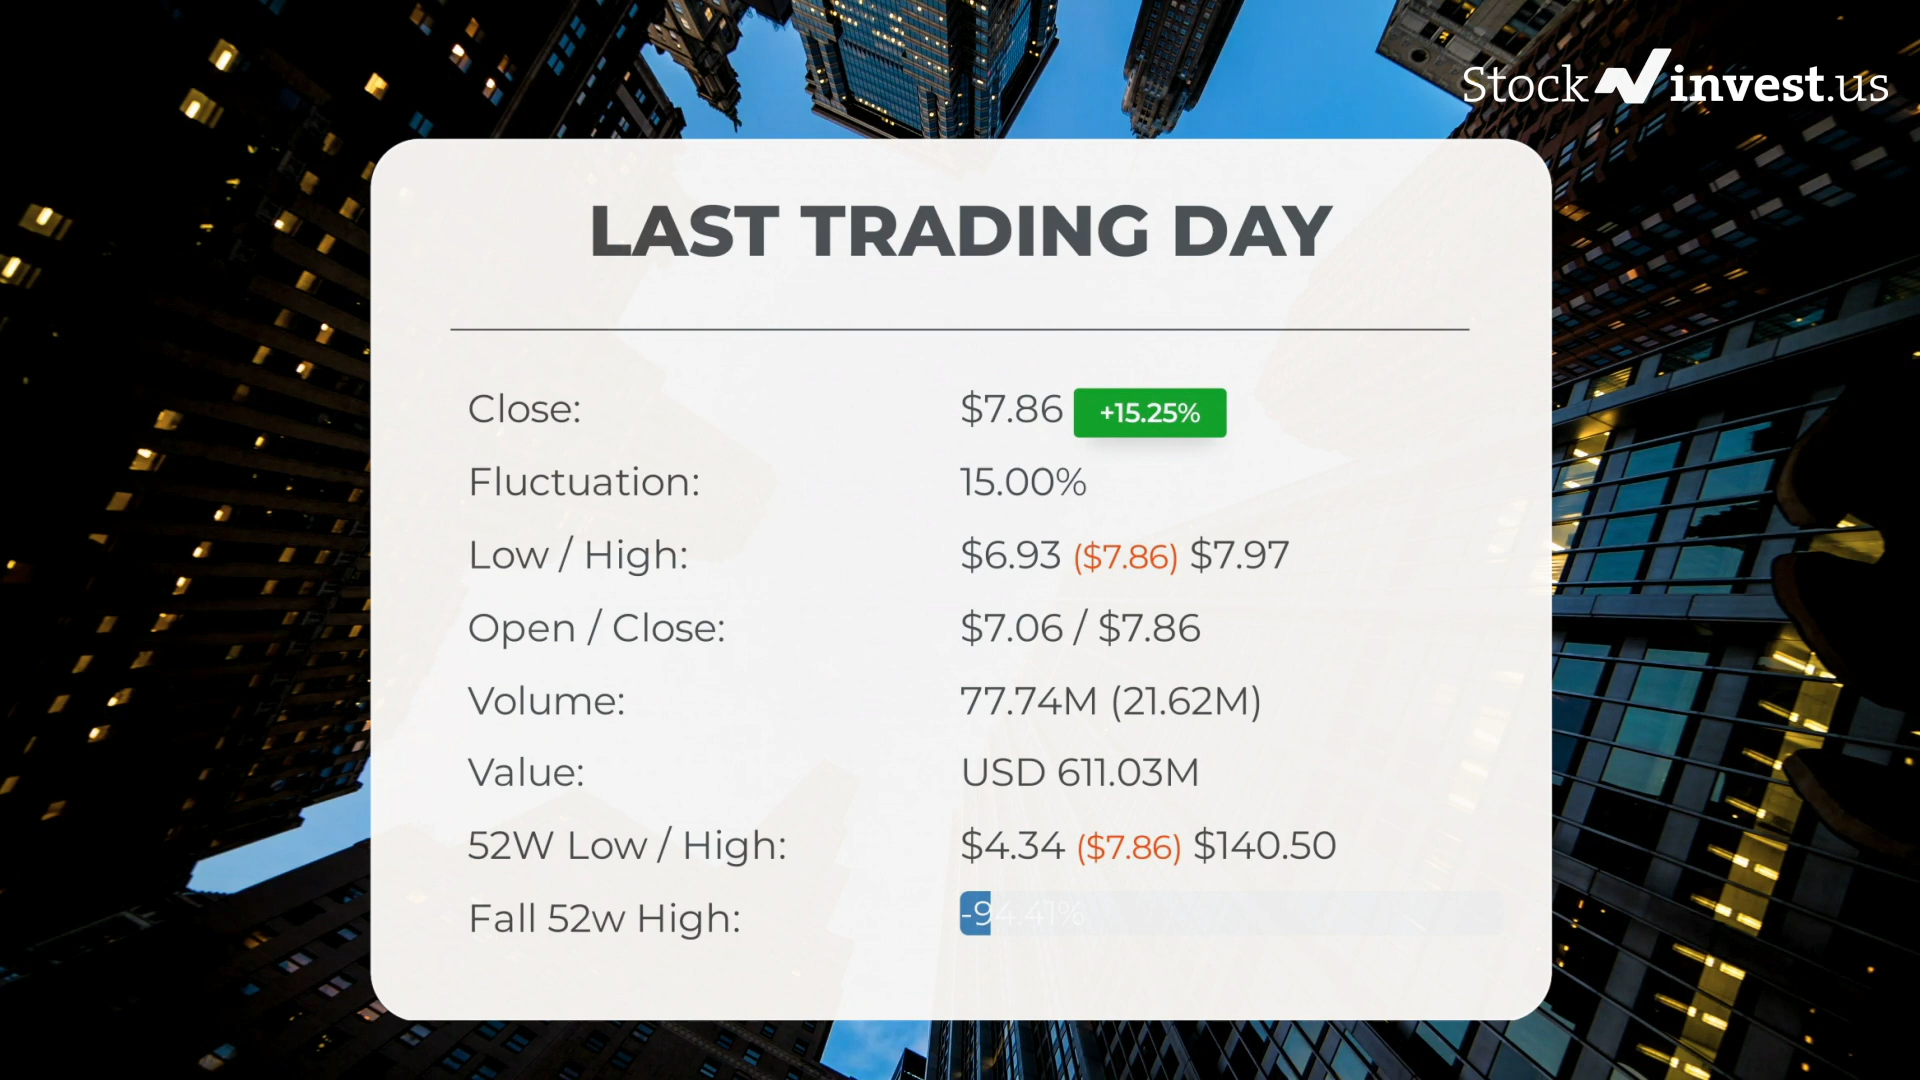 Stock invest.us
LAST TRADING DAY
Close: $7.86 +15.25%
Fluctuation: 15.00%
Low / High: $6.93 ($7.86) $7.97
Open / Close: $7.06 / $7.86
Volume: 77.74M (21.62M)
Value: USD 611.03M
52W Low / High: $4.34 ($7.86) $140.50
Fall 52w High: -94.41%